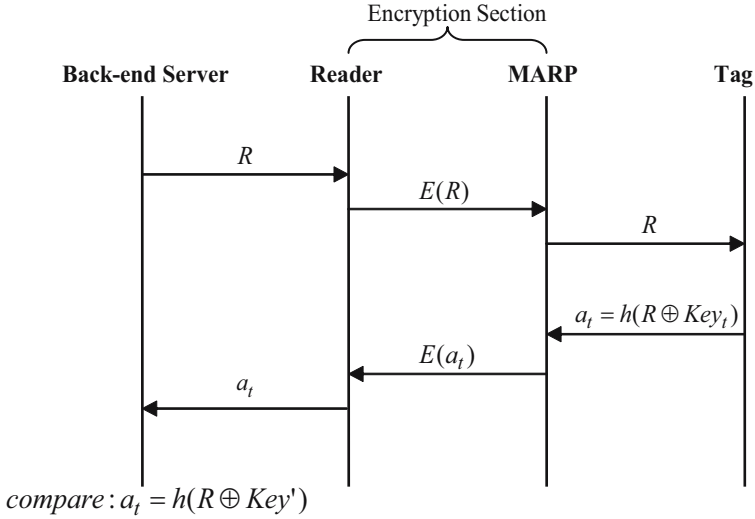 Encryption Section
Back-end Server Reader MARP Tag
R
E(R)
R
a_t = h(R ⊕ Key_t)
E(a_t)
a_t
compare: a_t = h(R ⊕ Key')